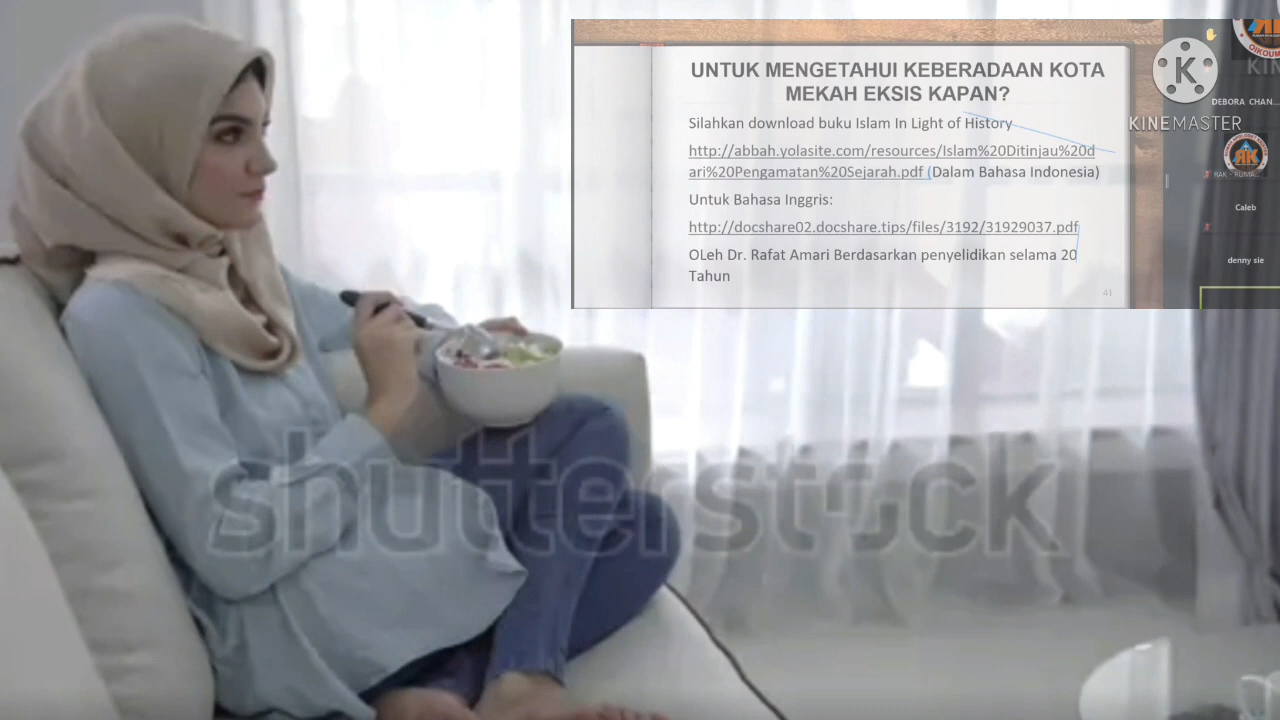 UNTUK MENGETAHUI KEBERADAAN KOTA
MEKAH EKSIS KAPAN?
Silahkan download buku Islam In Light of History
http://abbah.yolasite.com/resources/Islam%20Ditinjau%20d
ari%20Pengamatan%20Sejarah.pdf (Dalam Bahasa Indonesia)
Untuk Bahasa Inggris:
http://docshare02.docshare.tips/files/3192/31929037.pdf
OLeh Dr. Rafat Amari Berdasarkan penyelidikan selama 20
Tahun
41
K
KINEMASTER
DEBORA CHAN...
RAK - RUMA...
Caleb
denny sie
shutterstock